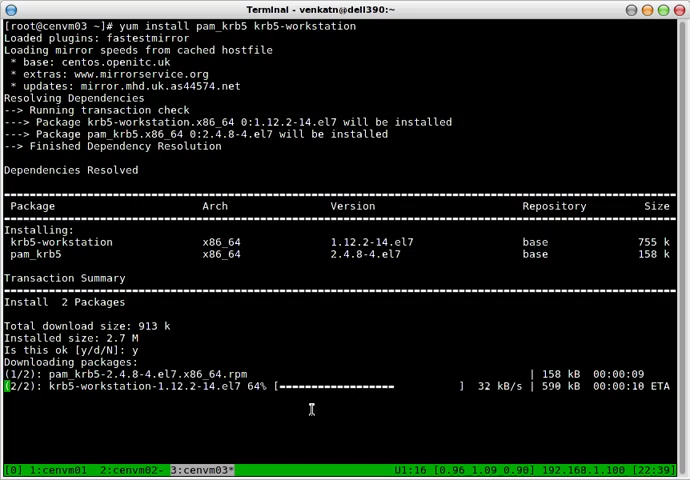 Terminal - venkatn@dell390:~
[root@cenvm03 ~]# yum install pam_krb5 krb5-workstation
Loaded plugins: fastestmirror
Loading mirror speeds from cached hostfile
 * base: centos.openitc.uk
 * extras: www.mirrorservice.org
 * updates: mirror.mhd.uk.as44574.net
Resolving Dependencies
--> Running transaction check
---> Package krb5-workstation.x86_64 0:1.12.2-14.el7 will be installed
---> Package pam_krb5.x86_64 0:2.4.8-4.el7 will be installed
--> Finished Dependency Resolution
Dependencies Resolved
Package Arch Version Repository Size
Installing:
krb5-workstation x86_64 1.12.2-14.el7 base 755 k
pam_krb5 x86_64 2.4.8-4.el7 base 158 k
Transaction Summary
Install  2 Packages
Total download size: 913 k
Installed size: 2.7 M
Is this ok [y/d/N]: y
Downloading packages:
(1/2): pam_krb5-2.4.8-4.el7.x86_64.rpm | 158 kB  00:00:09
(2/2): krb5-workstation-1.12.2-14.el7 64% [================== ] 32 kB/s | 590 kB  00:00:10 ETA
[0] 1:cenvm01  2:cenvm02- 3:cenvm03* U1:16 [0.96 1.09 0.90] 192.168.1.100 [22:39]